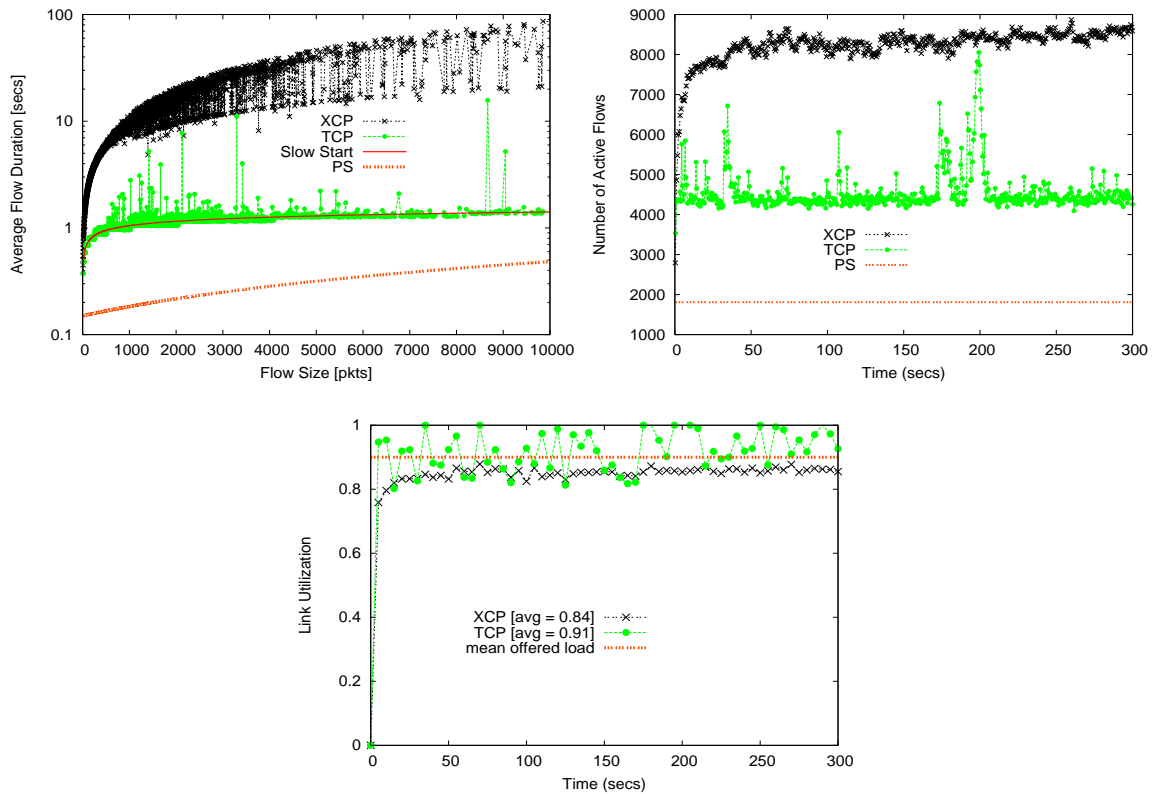 Average Flow Duration [secs]
100
10
1
0.1
XCP
TCP
Slow Start
PS
0 1000 2000 3000 4000 5000 6000 7000 8000 9000 10000
Flow Size [pkts]
Number of Active Flows
9000
8000
7000
6000
5000
4000
3000
2000
1000
XCP
TCP
PS
0 50 100 150 200 250 300
Time (secs)
Link Utilization
1
0.8
0.6
0.4
0.2
0
XCP [avg = 0.84]
TCP [avg = 0.91]
mean offered load
0 50 100 150 200 250 300
Time (secs)